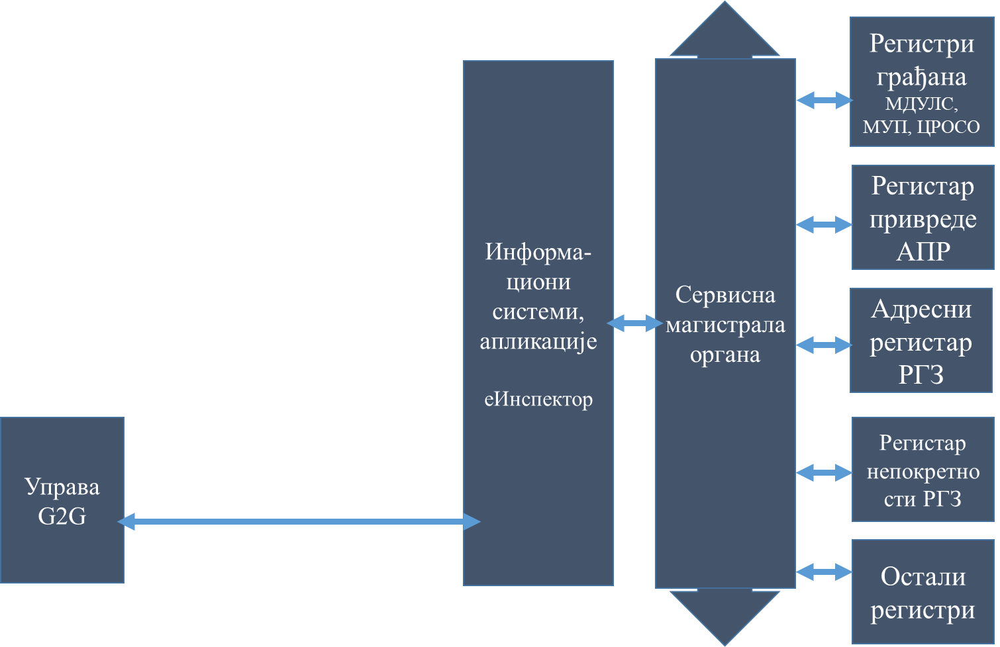 Управа
G2G
Информа-
циони
системи,
апликације
еИнспектор
Сервисна
магистрала
органа
Регистри
грађана
МДУЛС,
МУП, ЦРОСО
Регистар
привреде
АПР
Адресни
регистар
РГЗ
Регистар
непокретно
сти РГЗ
Остали
регистри